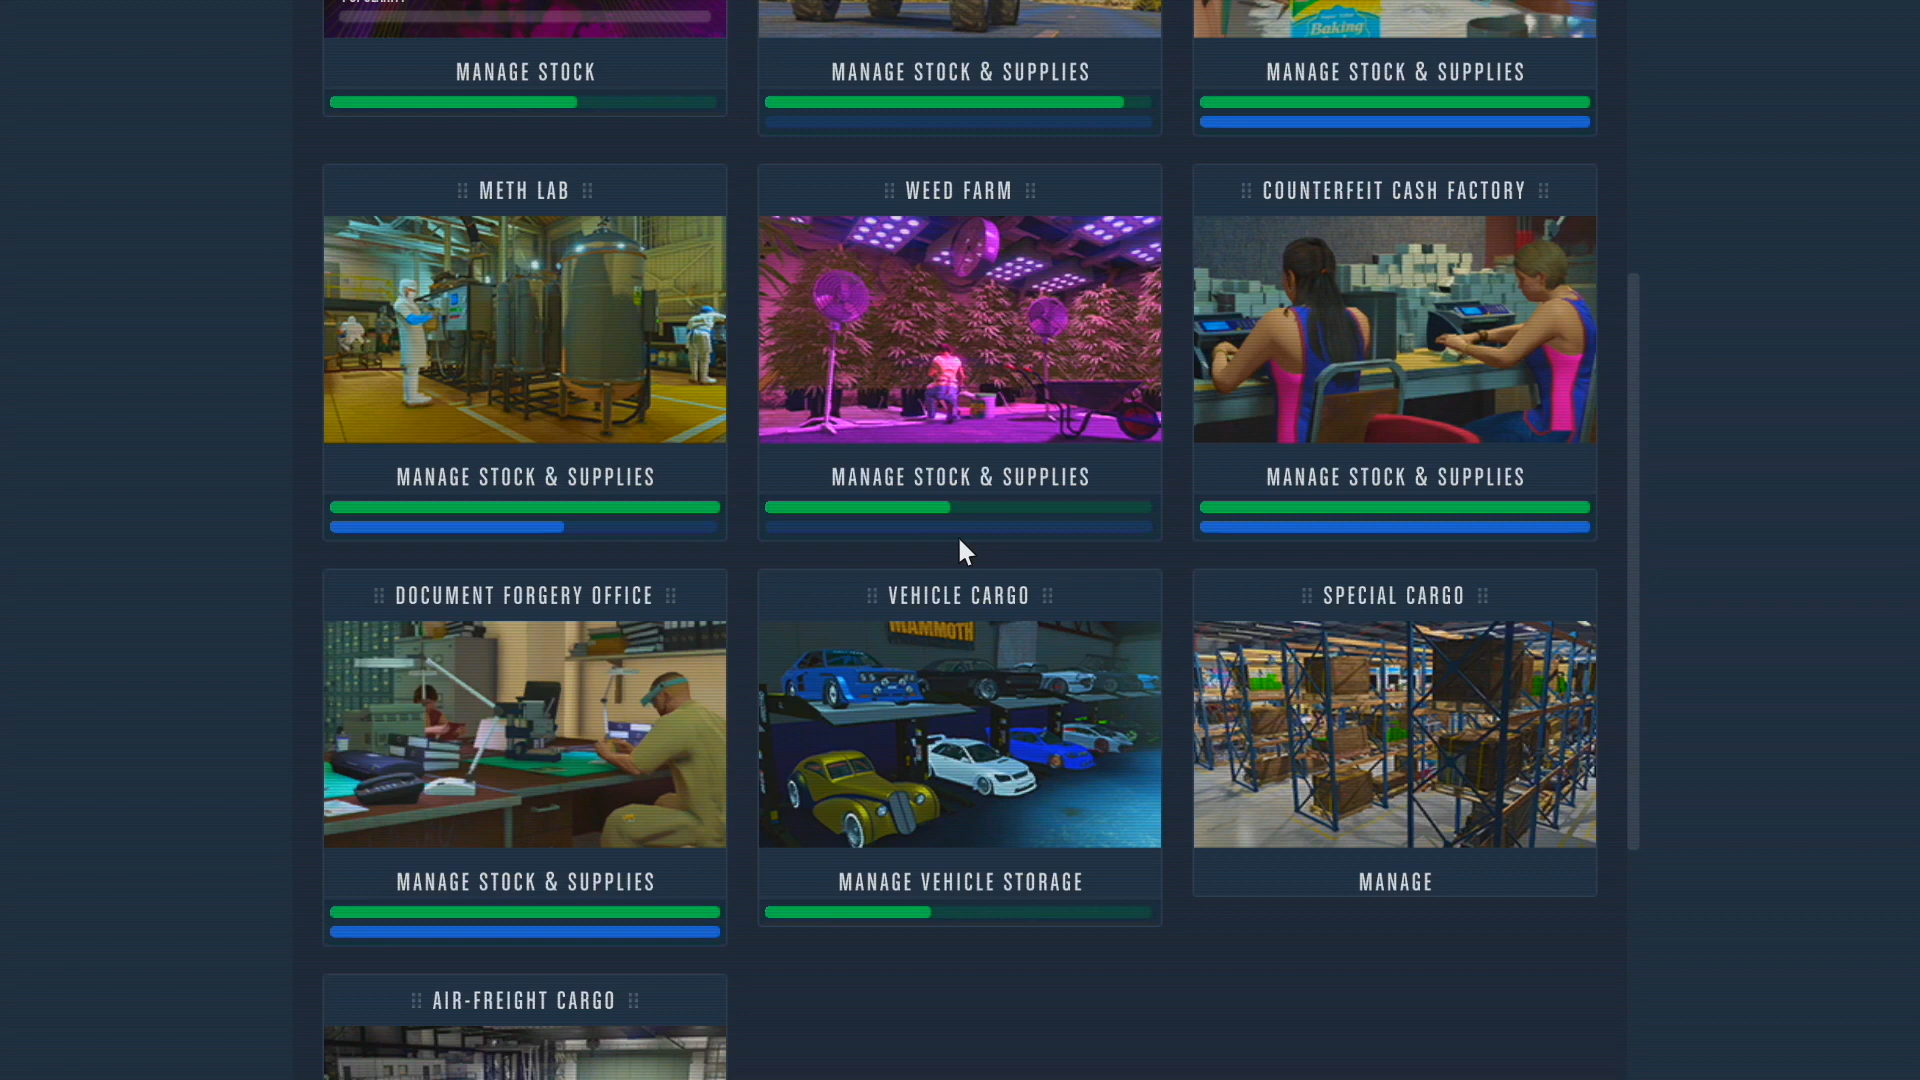 Baking
MANAGE STOCK
MANAGE STOCK & SUPPLIES
MANAGE STOCK & SUPPLIES
METH LAB
WEED FARM
COUNTERFEIT CASH FACTORY
MANAGE STOCK & SUPPLIES
MANAGE STOCK & SUPPLIES
MANAGE STOCK & SUPPLIES
DOCUMENT FORGERY OFFICE
VEHICLE CARGO
SPECIAL CARGO
MAMMOTH
MANAGE STOCK & SUPPLIES
MANAGE VEHICLE STORAGE
MANAGE
AIR-FREIGHT CARGO